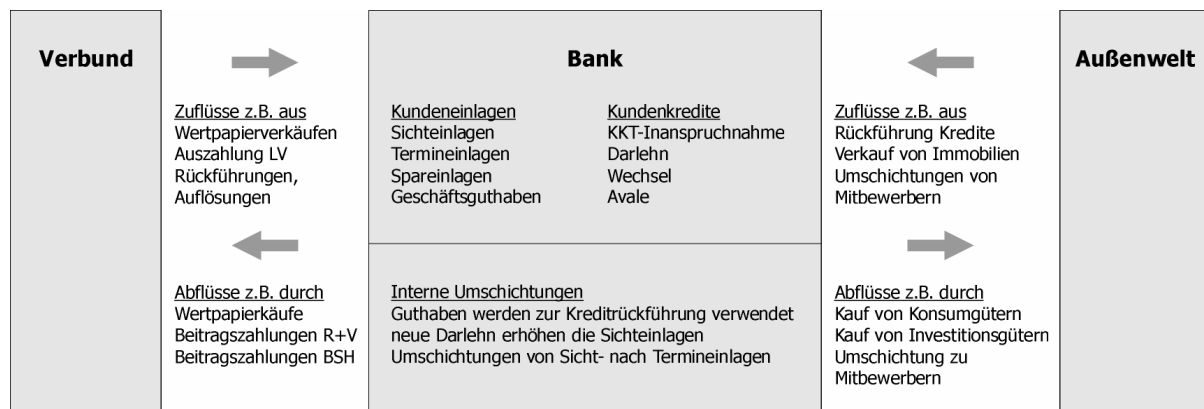 Verbund
Zuflüsse z.B. aus
Wertpapierverkäufen
Auszahlung LV
Rückführungen,
Auflösungen
Abflüsse z.B. durch
Wertpapierkäufe
Beitragszahlungen R+V
Beitragszahlungen BSH
Bank
Kundeneinlagen
Sichteinlagen
Termineinlagen
Spareinlagen
Geschäftsguthaben
Kundenkredite
KKT-Inanspruchnahme
Darlehn
Wechsel
Avale
Interne Umschichtungen
Guthaben werden zur Kreditrückführung verwendet
neue Darlehn erhöhen die Sichteinlagen
Umschichtungen von Sicht- nach Termineinlagen
Zuflüsse z.B. aus
Rückführung Kredite
Verkauf von Immobilien
Umschichtungen von
Mitbewerbern
Abflüsse z.B. durch
Kauf von Konsumgütern
Kauf von Investitionsgütern
Umschichtung zu
Mitbewerbern
Außenwelt